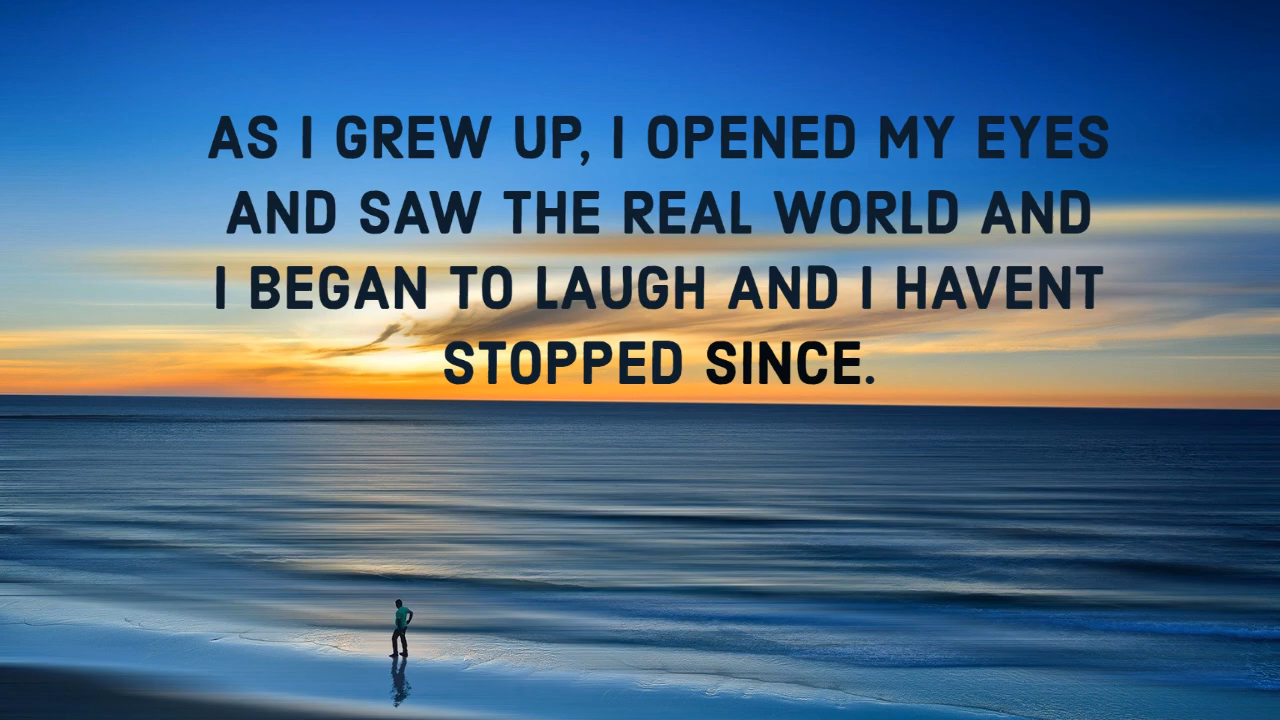 AS I GREW UP, I OPENED MY EYES
AND SAW THE REAL WORLD AND
I BEGAN TO LAUGH AND I HAVENT
STOPPED SINCE.